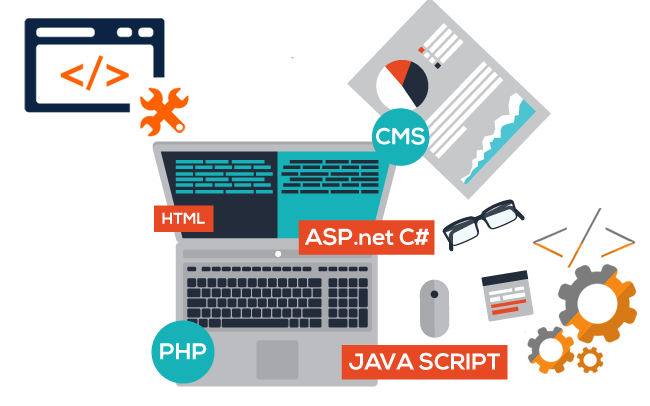 </>
CMS
HTML
ASP.net C#
</>
PHP
JAVA SCRIPT